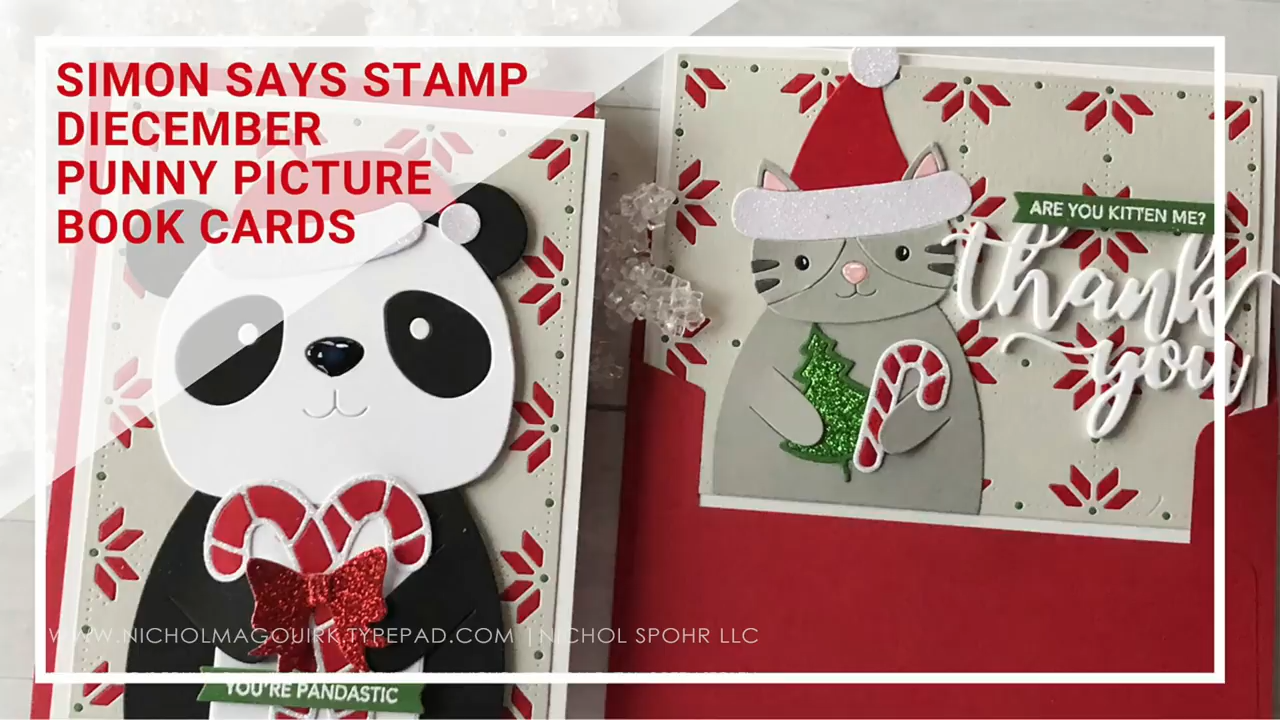 SIMON SAYS STAMP
DIECEMBER
PUNNY PICTURE
BOOK CARDS
ARE YOU KITTEN ME?
thank
you
WWW.NICHOLMAGOUIRK.TYPEPAD.COM | NICHOL SPOHR LLC
YOU'RE PANDASTIC